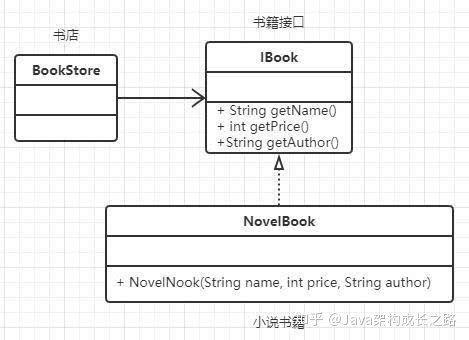 书店
书籍接口
BookStore
IBook
+ String getName()
+ int getPrice()
+String getAuthor()
NovelBook
+ NovelNook(String name, int price, String author)
小说书籍
知乎 @Java架构成长之路